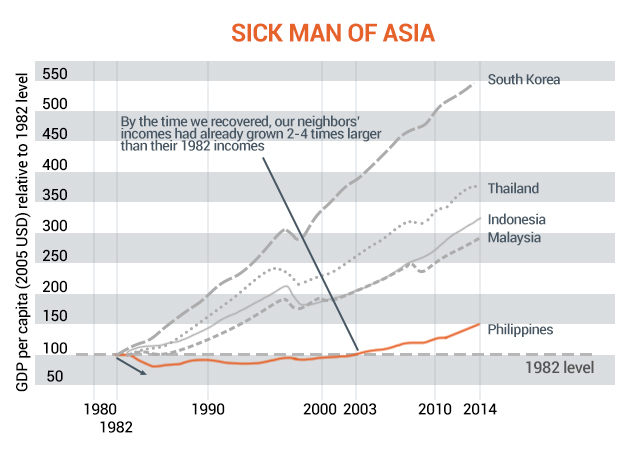 SICK MAN OF ASIA
GDP per capita (2005 USD) relative to 1982 level
550
500
450
400
350
300
250
200
150
100
50
By the time we recovered, our neighbors'
incomes had already grown 2-4 times larger
than their 1982 incomes
South Korea
Thailand
Indonesia
Malaysia
Philippines
1982 level
1980
1990
2000
2003
2010
2014
1982